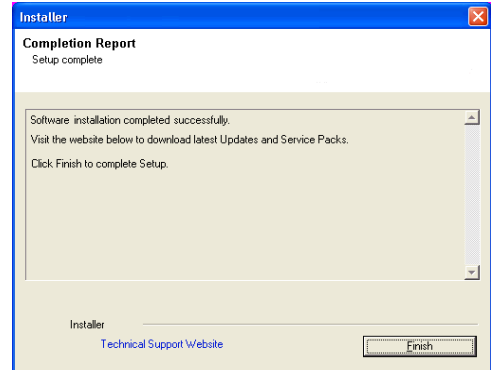 Installer
Completion Report
Setup complete
Software installation completed successfully.
Visit the website below to download latest Updates and Service Packs.
Click Finish to complete Setup.
Installer
Technical Support Website
Finish